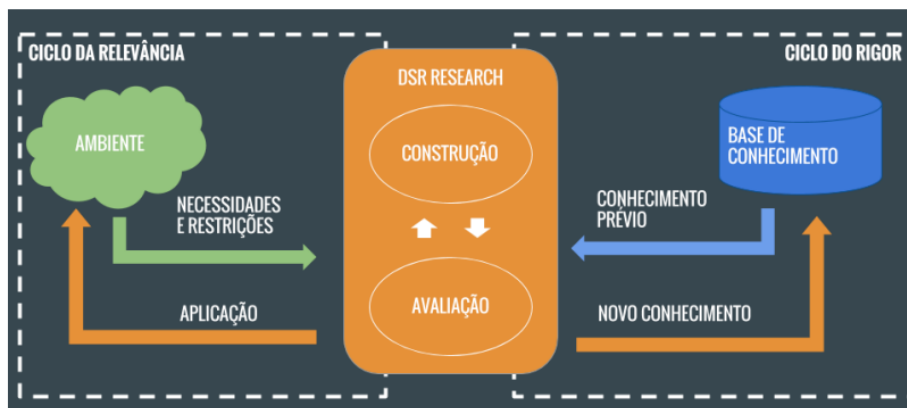 CICLO DA RELEVÂNCIA
DSR RESEARCH
CICLO DO RIGOR
AMBIENTE
CONSTRUÇÃO
BASE DE
CONHECIMENTO
NECESSIDADES
E RESTRIÇÕES
CONHECIMENTO
PRÉVIO
APLICAÇÃO
AVALIAÇÃO
NOVO CONHECIMENTO